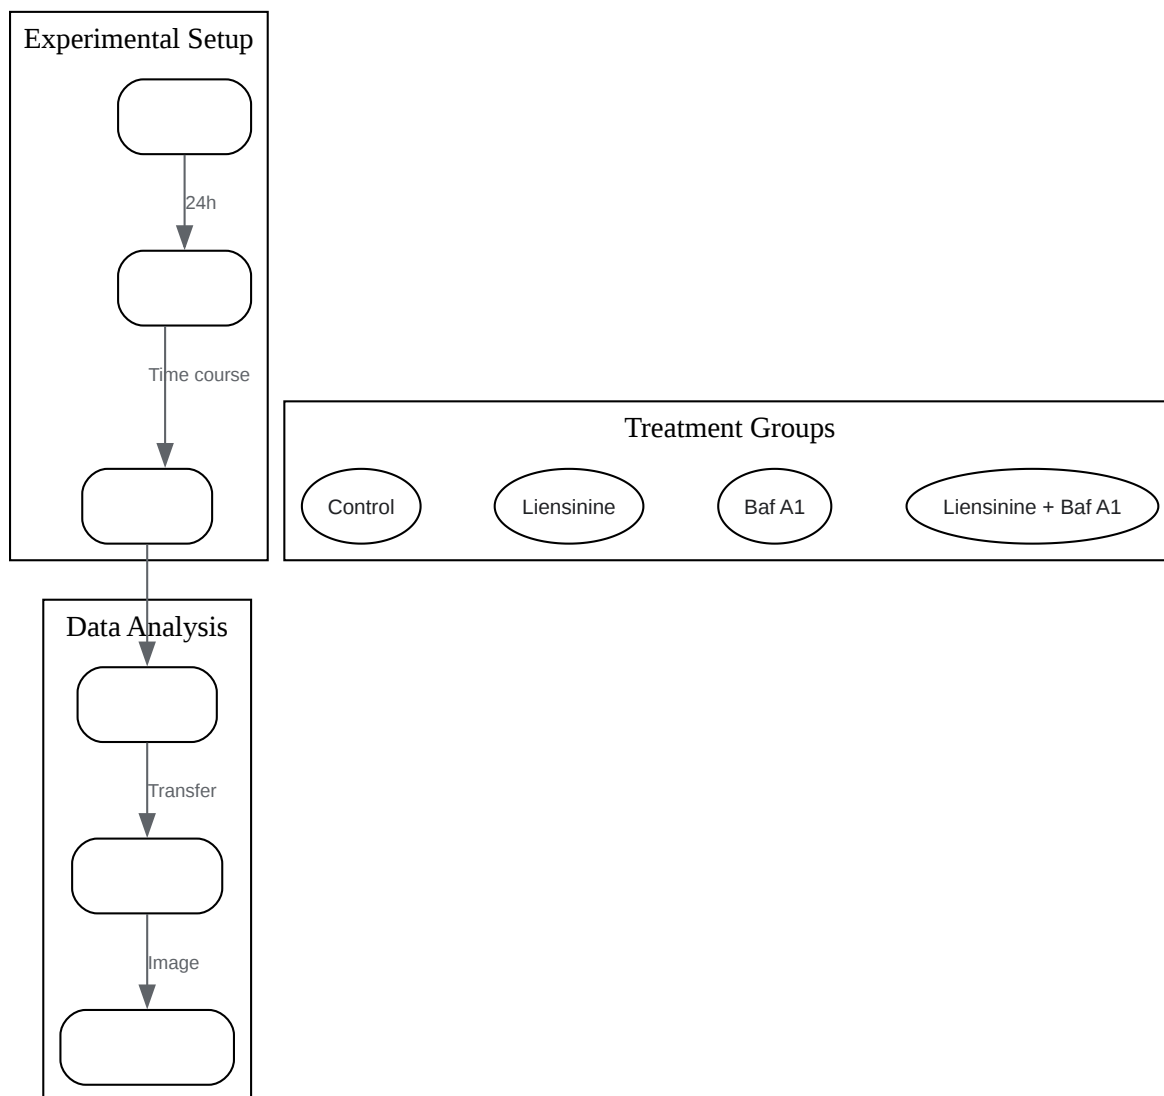 Experimental Setup
24h
Time course
Treatment Groups
Control
Liensinine
Baf A1
Liensinine + Baf A1
Data Analysis
Transfer
Image